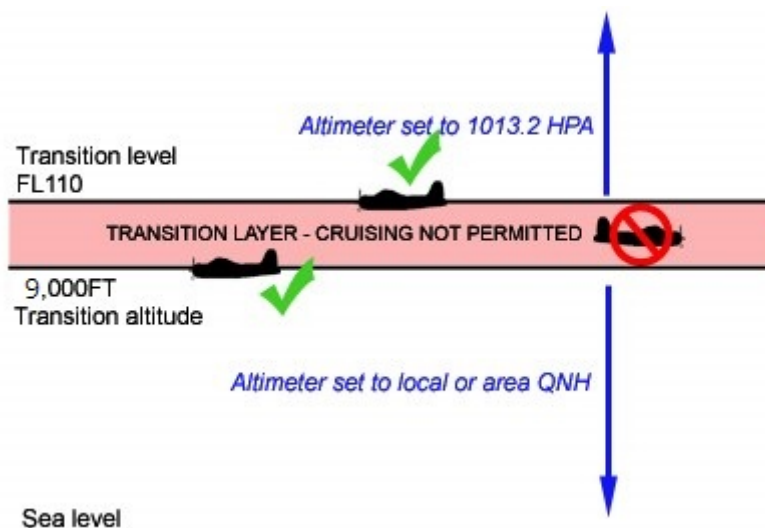 Altimeter set to 1013.2 HPA
Transition level
FL110
TRANSITION LAYER - CRUISING NOT PERMITTED
9,000FT
Transition altitude
Altimeter set to local or area QNH
Sea level